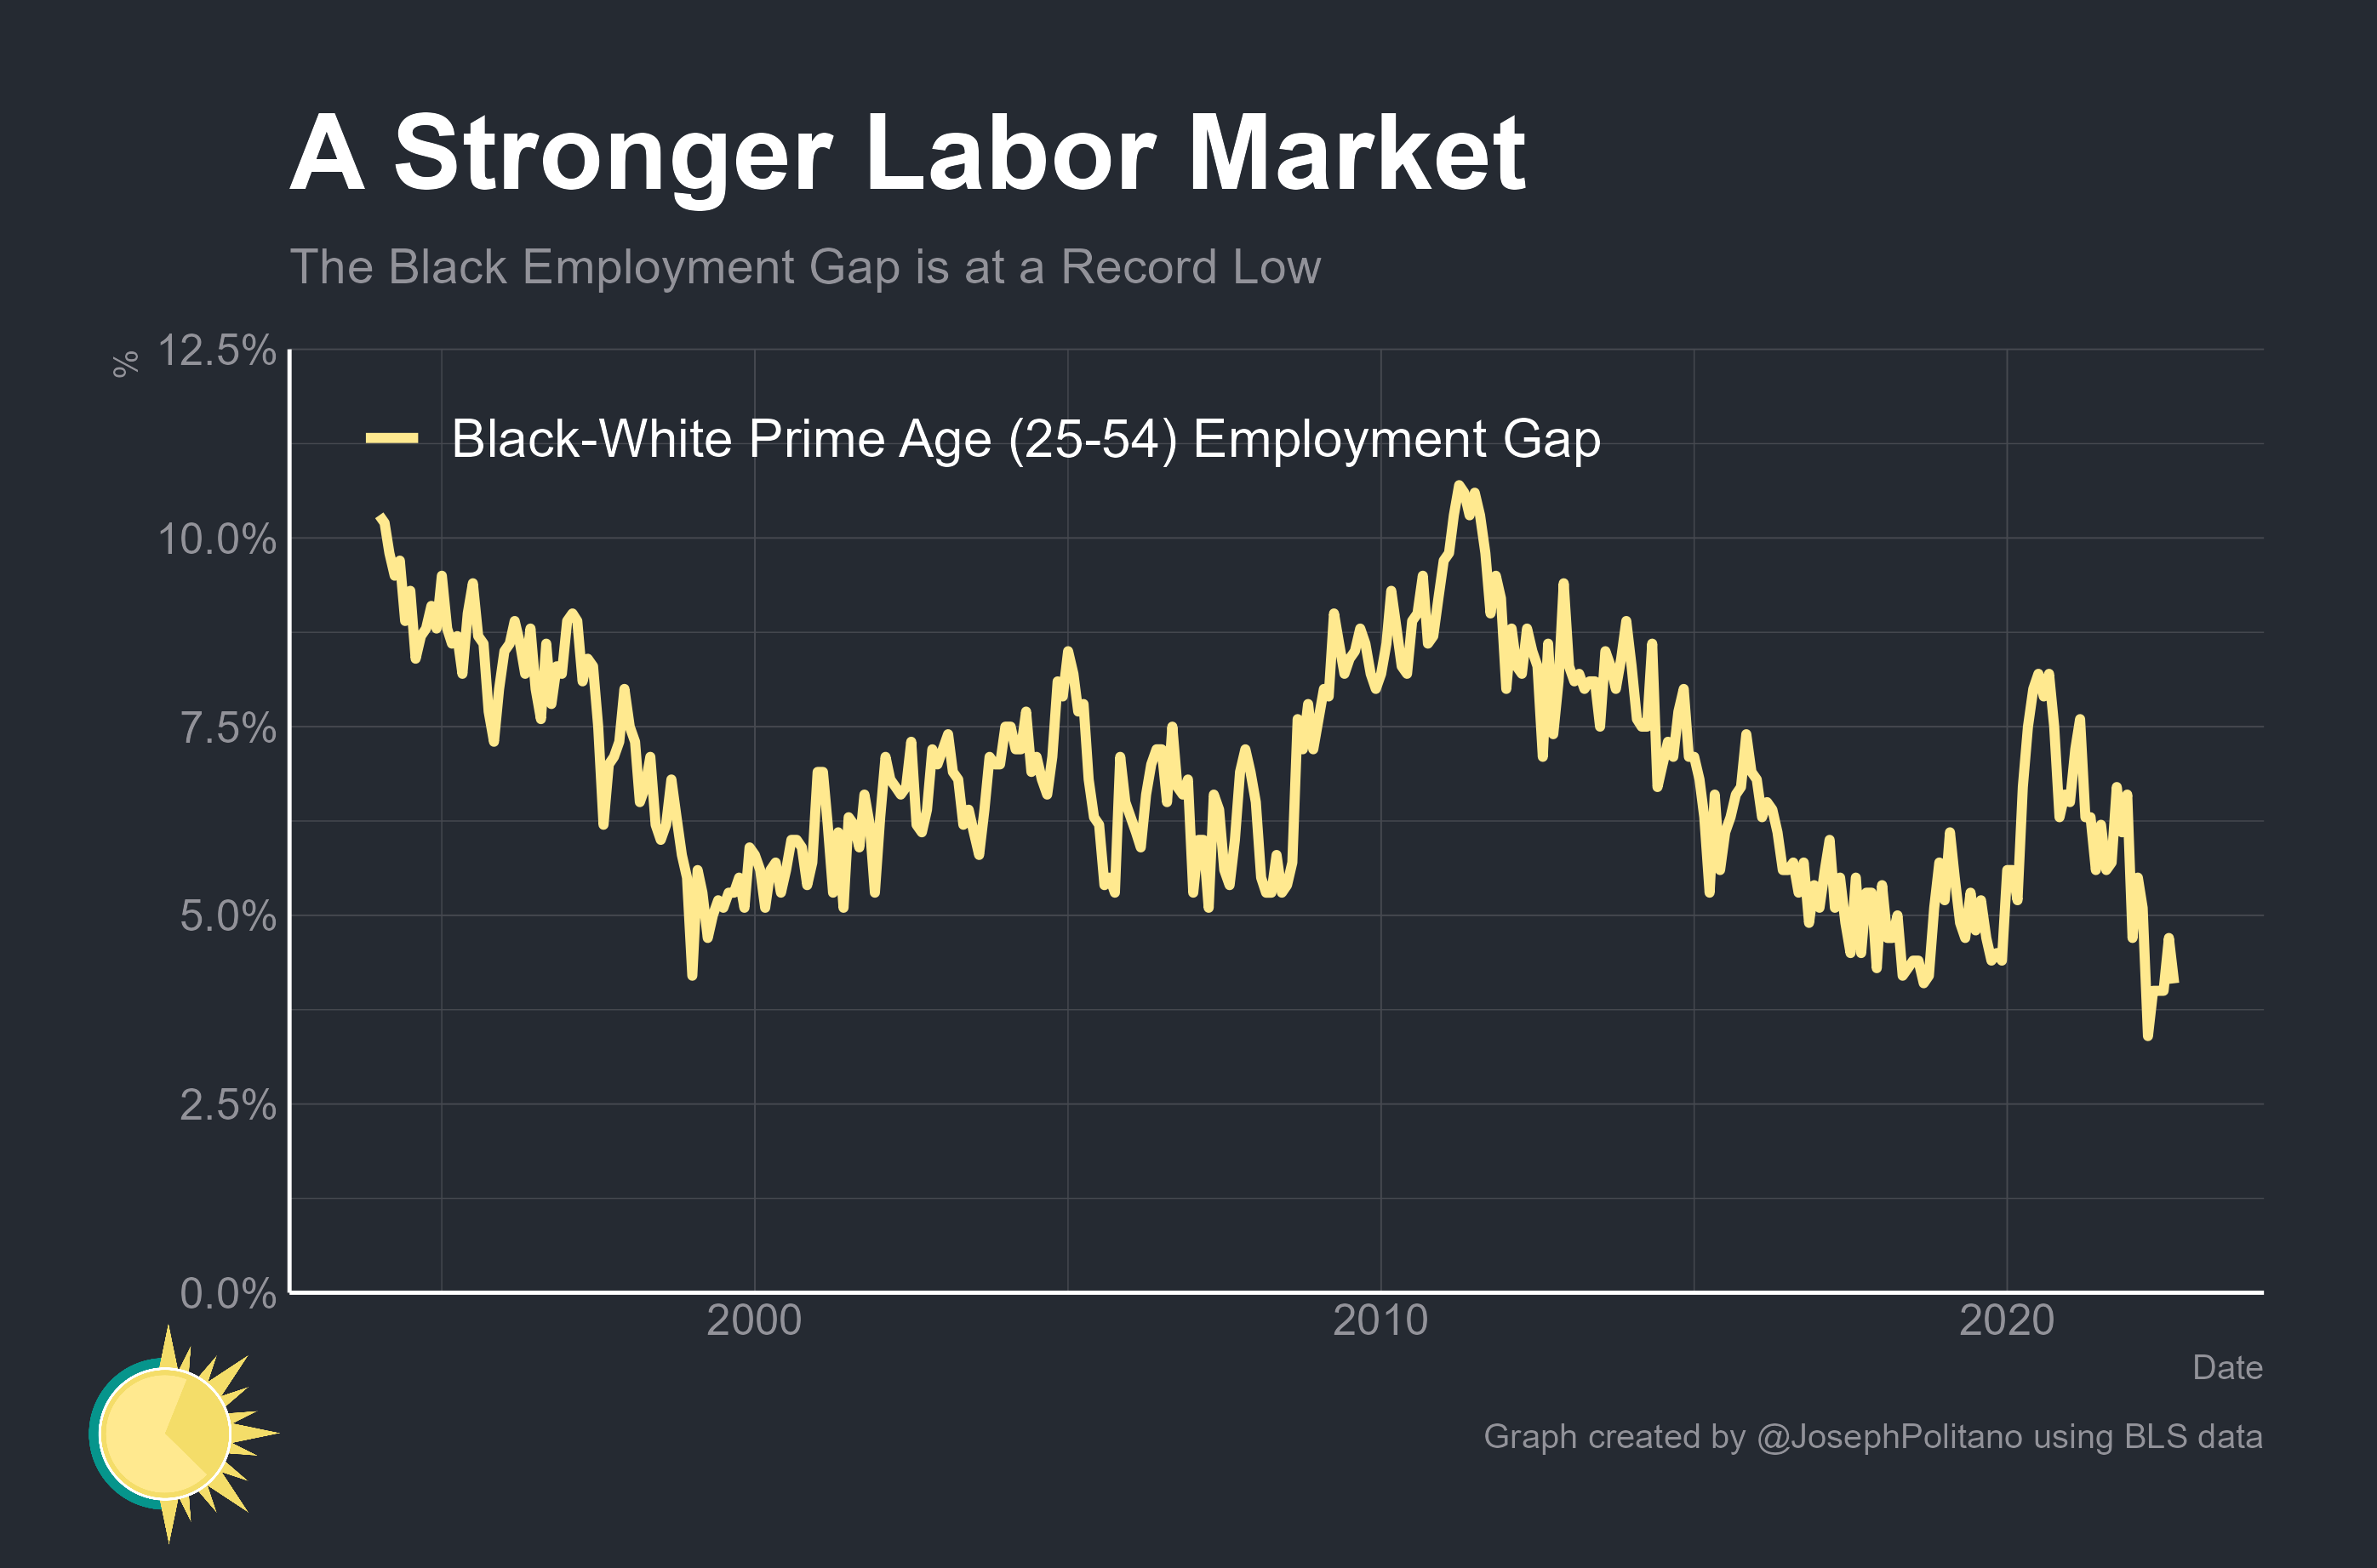 A Stronger Labor Market
The Black Employment Gap is at a Record Low
%
12.5%
Black-White Prime Age (25-54) Employment Gap
10.0%
7.5%
5.0%
2.5%
0.0%
2000
2010
2020
Date
Graph created by @JosephPolitano using BLS data